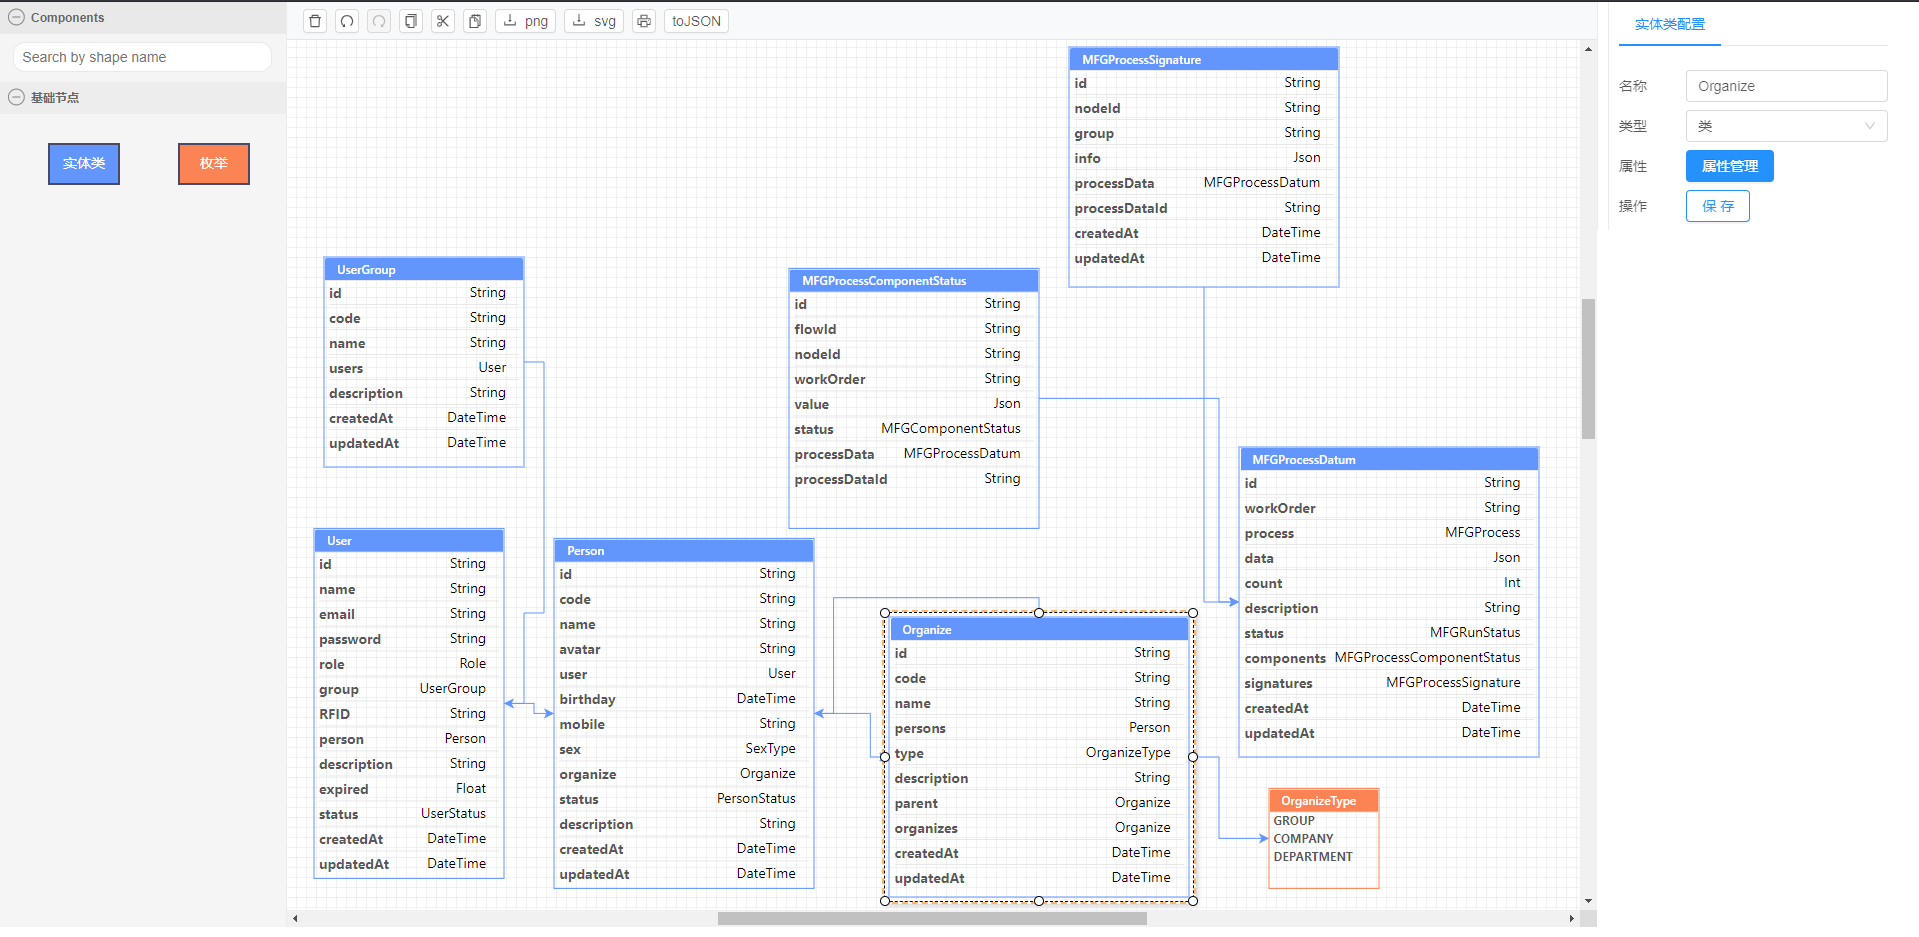 Components
Search by shape name
基础节点
实体类
枚举
png
svg
toJSON
MFGProcessSignature
id String
nodeId String
group String
info Json
processData MFGProcessDatum
processDataId String
createdAt DateTime
updatedAt DateTime
UserGroup
id String
code String
name String
users User
description String
createdAt DateTime
updatedAt DateTime
MFGProcessComponentStatus
id String
flowId String
nodeId String
workOrder String
value Json
status MFGComponentStatus
processData MFGProcessDatum
processDataId String
MFGProcessDatum
id String
workOrder String
process MFGProcess
data Json
count Int
description String
status MFGRunStatus
components MFGProcessComponentStatus
signatures MFGProcessSignature
createdAt DateTime
updatedAt DateTime
User
id String
name String
email String
password String
role Role
group UserGroup
RFID String
person Person
description String
expired Float
status UserStatus
createdAt DateTime
updatedAt DateTime
Person
id String
code String
name String
avatar String
user User
birthday DateTime
mobile String
sex SexType
organize Organize
status PersonStatus
description String
createdAt DateTime
updatedAt DateTime
Organize
id String
code String
name String
persons Person
type OrganizeType
description String
parent Organize
organizes Organize
createdAt DateTime
updatedAt DateTime
OrganizeType
GROUP
COMPANY
DEPARTMENT
实体类配置
名称 Organize
类型 类
属性 属性管理
操作 保 存